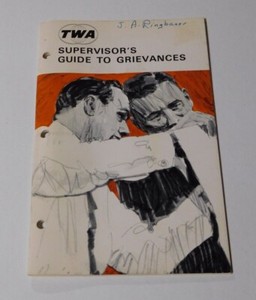 J. A. Ringhauser
TWA
SUPERVISOR'S
GUIDE TO GRIEVANCES